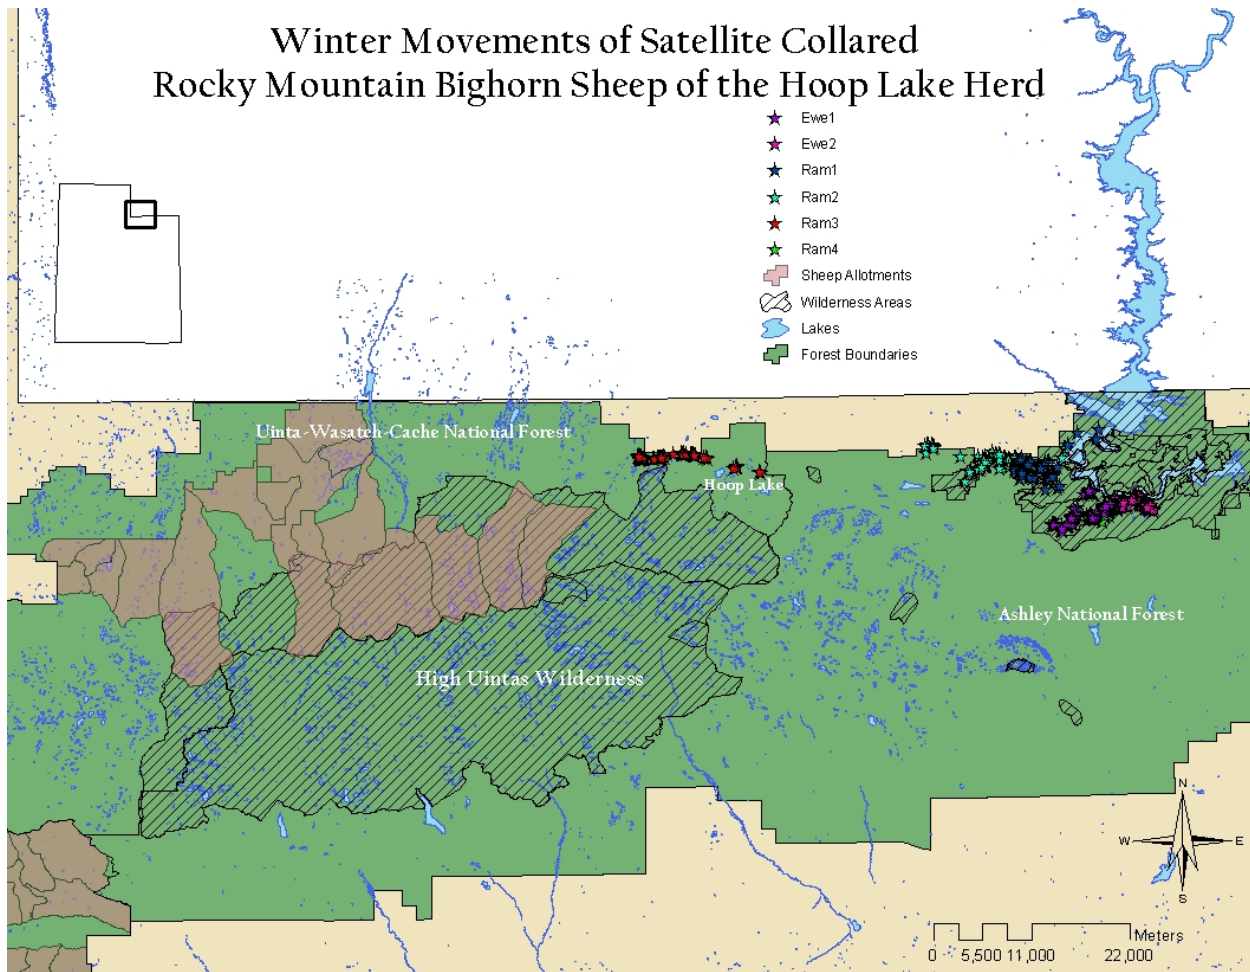 Winter Movements of Satellite Collared
Rocky Mountain Bighorn Sheep of the Hoop Lake Herd
Ewe1
Ewe2
Ram1
Ram2
Ram3
Ram4
Sheep Allotments
Wilderness Areas
Lakes
Forest Boundaries
Uinta-Wasatch-Cache National Forest
Hoop Lake
Ashley National Forest
High Uintas Wilderness
N
W
E
S
Meters
0 5,500 11,000 22,000